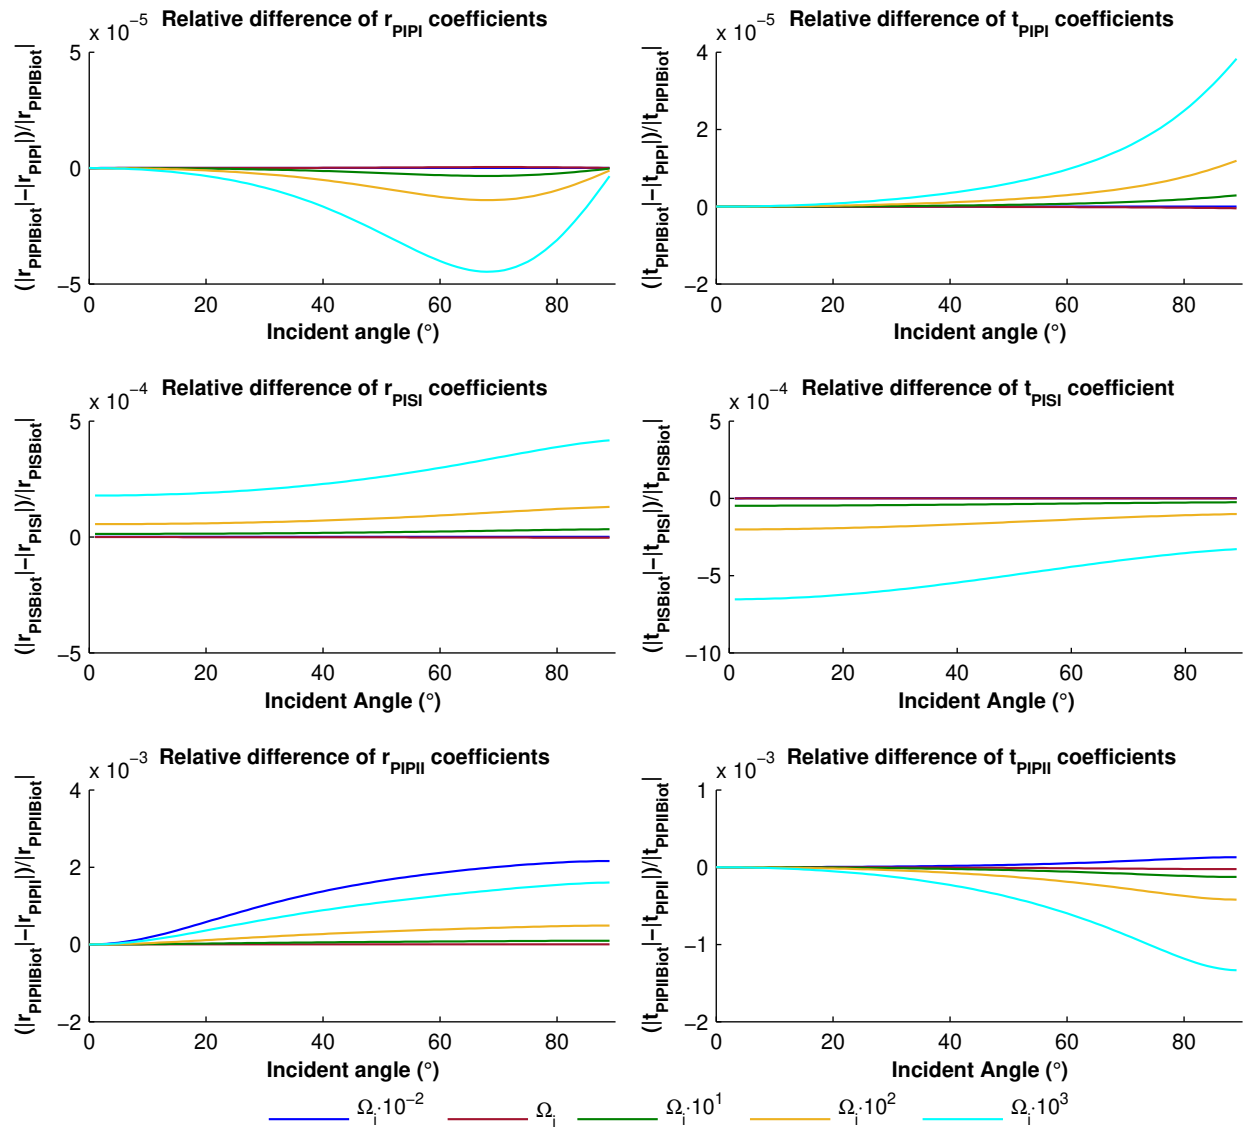 Relative difference of r_PIPI coefficients
x 10^−5
(|r_PIPIBiot|−|r_PIPI|)/|r_PIPIBiot|
5
0
−5
0 20 40 60 80
Incident angle (°)
Relative difference of t_PIPI coefficients
x 10^−5
(|t_PIPIBiot|−|t_PIPI|)/|t_PIPIBiot|
4
2
0
−2
0 20 40 60 80
Incident angle (°)
Relative difference of r_PISI coefficients
x 10^−4
(|r_PISBiot|−|r_PISI|)/|r_PISBiot|
5
0
−5
0 20 40 60 80
Incident Angle (°)
Relative difference of t_PISI coefficient
x 10^−4
(|t_PISBiot|−|t_PISI|)/|t_PISBiot|
5
0
−5
−10
0 20 40 60 80
Incident Angle (°)
Relative difference of r_PIPII coefficients
x 10^−3
(|r_PIPIIBiot|−|r_PIPII|)/|r_PIPIIBiot|
4
2
0
−2
0 20 40 60 80
Incident angle (°)
Relative difference of t_PIPII coefficients
x 10^−3
(|t_PIPIIBiot|−|t_PIPII|)/|t_PIPIIBiot|
1
0
−1
−2
0 20 40 60 80
Incident Angle (°)
Ω_i·10^−2 Ω_i Ω_i·10^1 Ω_i·10^2 Ω_i·10^3